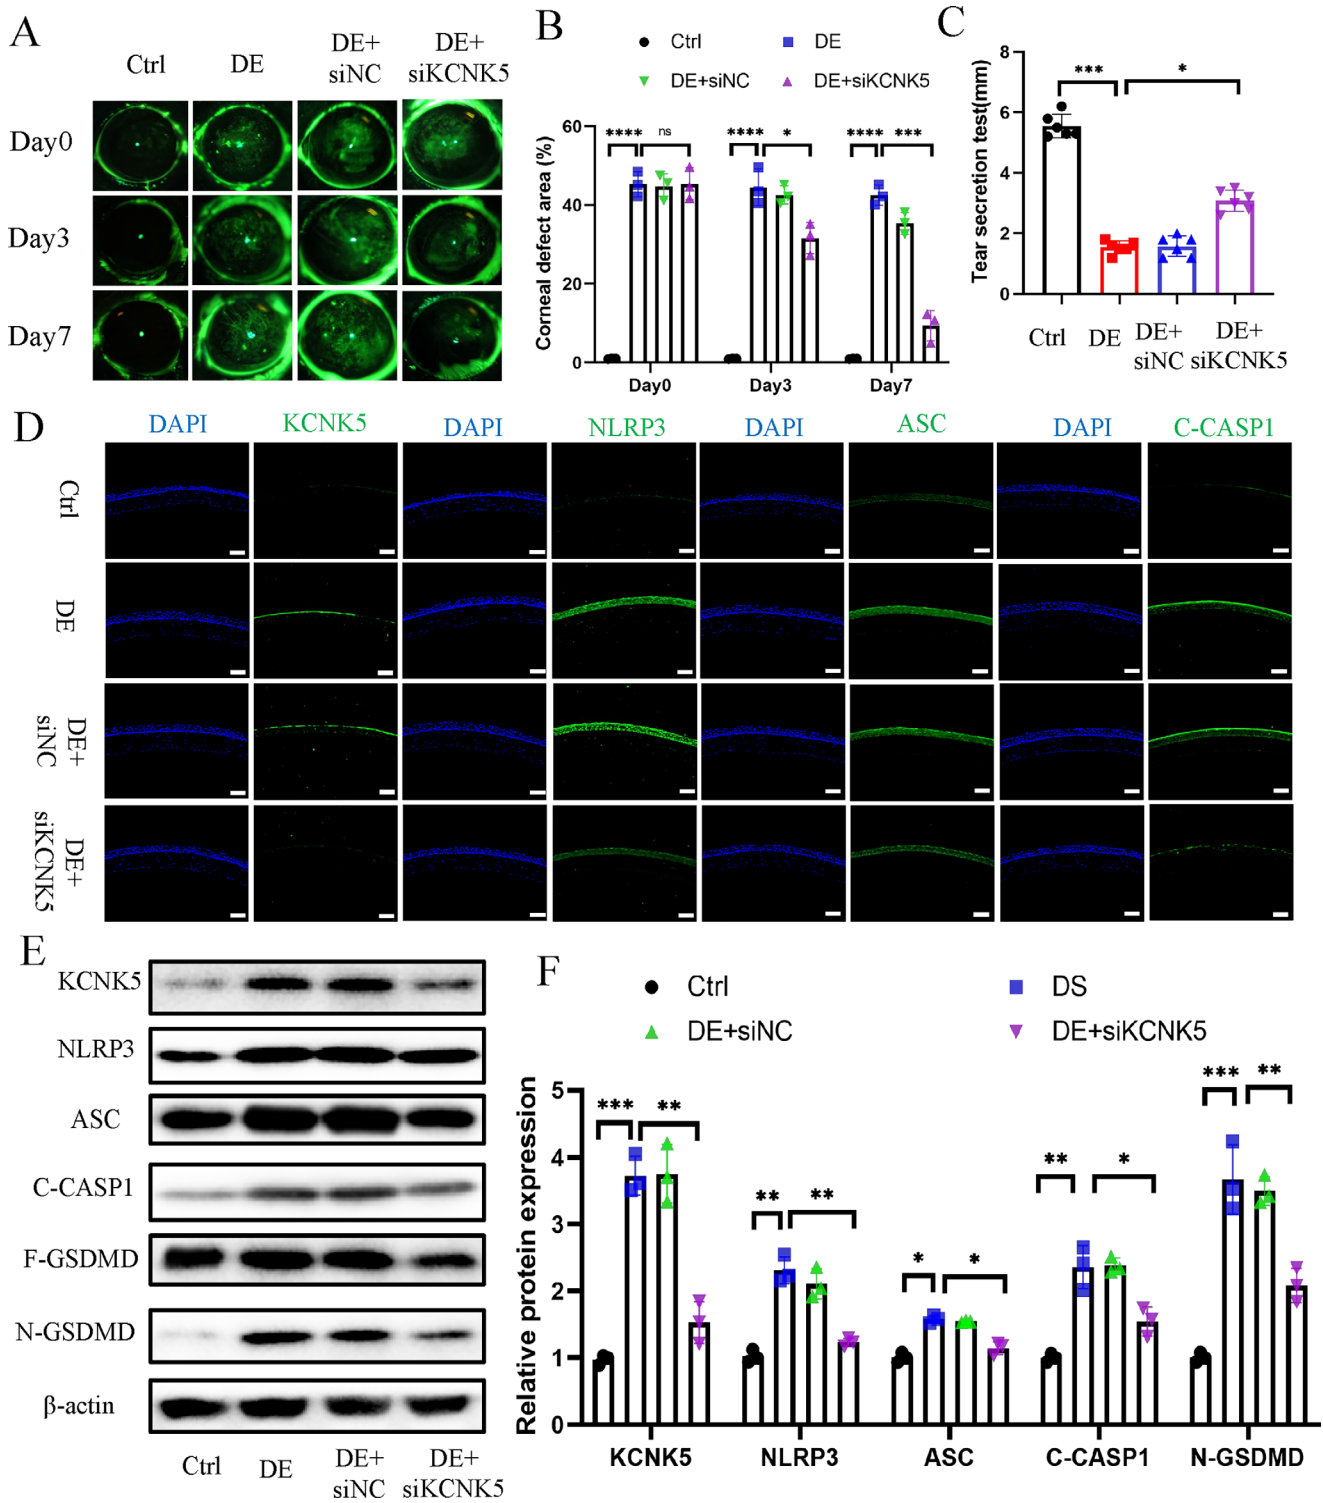 A
Ctrl
DE
DE+
siNC
DE+
siKCNK5
Day0
Day3
Day7
B
Ctrl
DE
DE+siNC
DE+siKCNK5
Corneal defect area (%)
60
40
20
0
**** ns
**** *
**** ***
Day0
Day3
Day7
C
Tear secretion test(mm)
8
6
4
2
0
*** *
Ctrl
DE
DE+
siNC
DE+
siKCNK5
D
DAPI KCNK5 DAPI NLRP3 DAPI ASC DAPI C-CASP1
Ctrl
DE
DE+
siNC
DE+
siKCNK5
E
KCNK5
NLRP3
ASC
C-CASP1
F-GSDMD
N-GSDMD
β-actin
Ctrl
DE
DE+
siNC
DE+
siKCNK5
F
Ctrl
DS
DE+siNC
DE+siKCNK5
Relative protein expression
5
4
3
2
1
0
*** **
** **
* *
** *
*** **
KCNK5
NLRP3
ASC
C-CASP1
N-GSDMD